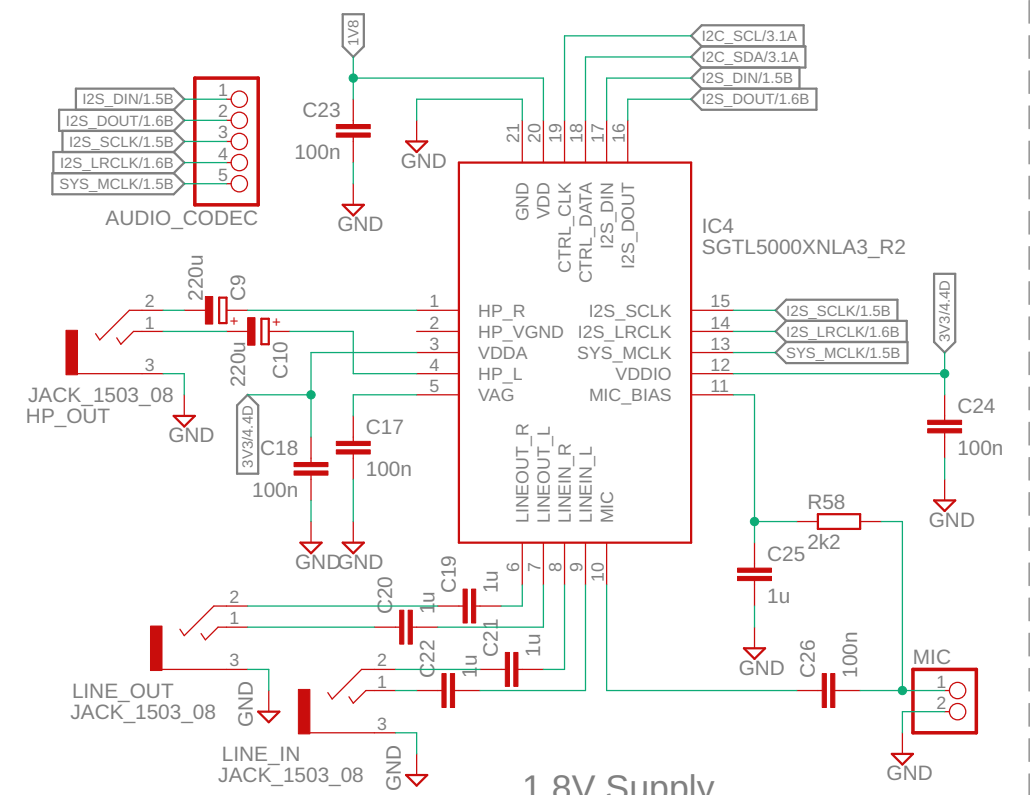 1V8
I2C_SCL/3.1A
I2C_SDA/3.1A
I2S_DIN/1.5B
I2S_DOUT/1.6B
I2S_DIN/1.5B
I2S_DOUT/1.6B
I2S_SCLK/1.5B
I2S_LRCLK/1.6B
SYS_MCLK/1.5B
1
2
3
4
5
AUDIO_CODEC
C23
100n
GND
GND
21
20
19
18
17
16
GND
VDD
CTRL_CLK
CTRL_DATA
I2S_DIN
I2S_DOUT
IC4
SGTL5000XNLA3_R2
220u
C9
+
+
220u
C10
2
1
3
JACK_1503_08
HP_OUT
GND
1
2
3
4
5
HP_R
HP_VGND
VDDA
HP_L
VAG
I2S_SCLK
I2S_LRCLK
SYS_MCLK
VDDIO
MIC_BIAS
15
14
13
12
11
I2S_SCLK/1.5B
I2S_LRCLK/1.6B
SYS_MCLK/1.5B
3V3/4.4D
C24
100n
GND
3V3/4.4D
C18
100n
GND
C17
100n
GND
LINEOUT_R
LINEOUT_L
LINEIN_R
LINEIN_L
MIC
6
7
8
9
10
R58
2k2
C25
1u
GND
C19
1u
C20
1u
C21
1u
C22
1u
2
1
3
LINE_OUT
JACK_1503_08
GND
2
1
3
LINE_IN
JACK_1503_08
GND
C26
100n
MIC
1
2
GND
1.8V Supply